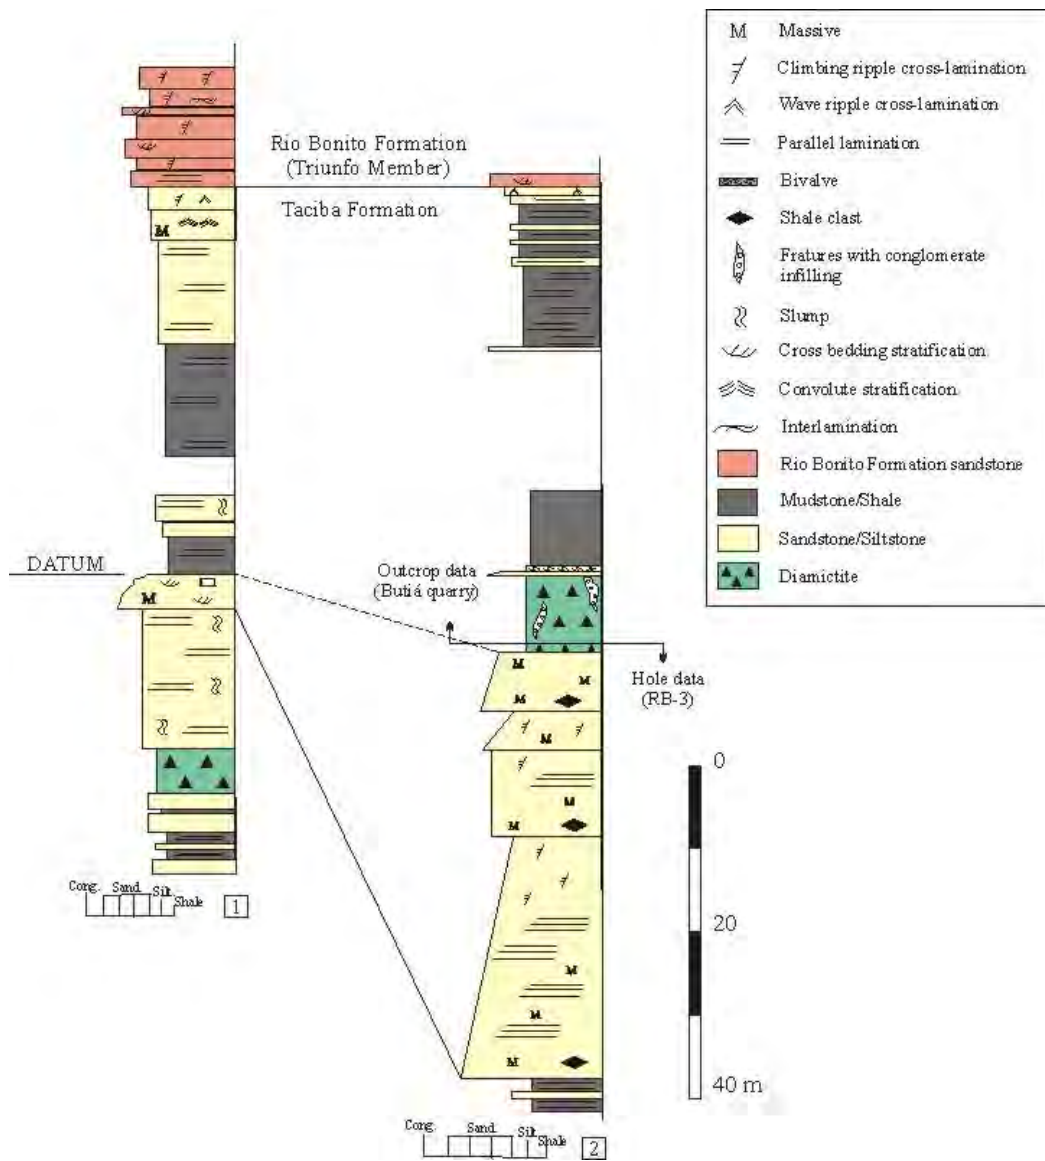 M Massive
Climbing ripple cross-lamination
Wave ripple cross-lamination
Parallel lamination
Bivalve
Shale clast
Fratures with conglomerate
infilling
Slump
Cross bedding stratification
Convolute stratification
Interlamination
Rio Bonito Formation sandstone
Mudstone/Shale
Sandstone/Siltstone
Diamictite
Rio Bonito Formation
(Triunfo Member)
Taciba Formation
M
DATUM
M
Outcrop data
(Butiá quarry)
Hole data
(RB-3)
M
M
M
M
M
M
M
M
M
0
20
40 m
Cong. Sand. Silt Shale
1
Cong. Sand. Silt Shale
2